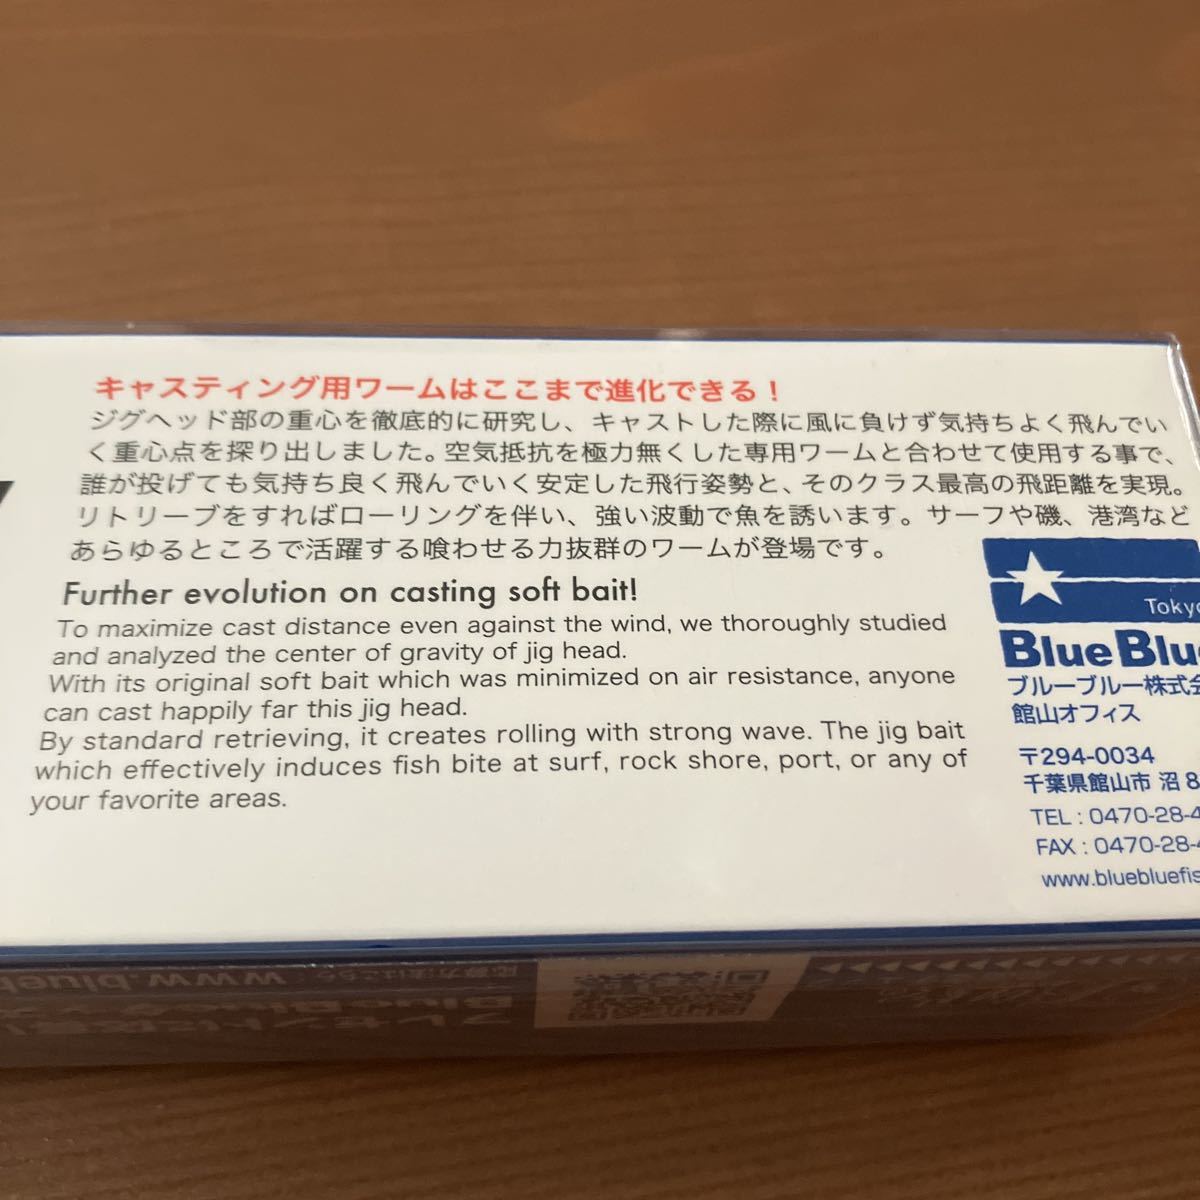 キャスティング用ワームはここまで進化できる！
ジグヘッド部の重心を徹底的に研究し、キャストした際に風に負けず気持ちよく飛んでい
く重心点を探り出しました。空気抵抗を極力無くした専用ワームと合わせて使用する事で、
誰が投げても気持ち良く飛んでいく安定した飛行姿勢と、そのクラス最高の飛距離を実現。
リトリーブをすればローリングを伴い、強い波動で魚を誘います。サーフや磯、港湾など
あらゆるところで活躍する喰わせる力抜群のワームが登場です。
Further evolution on casting soft bait!
To maximize cast distance even against the wind, we thoroughly studied
and analyzed the center of gravity of jig head.
With its original soft bait which was minimized on air resistance, anyone
can cast happily far this jig head.
By standard retrieving, it creates rolling with strong wave. The jig bait
which effectively induces fish bite at surf, rock shore, port, or any of
your favorite areas.
Tokyo
BlueBlu
ブルーブルー株式会
館山オフィス
〒294-0034
千葉県館山市 沼8
TEL : 0470-28-4
FAX : 0470-28-4
www.bluebluefis